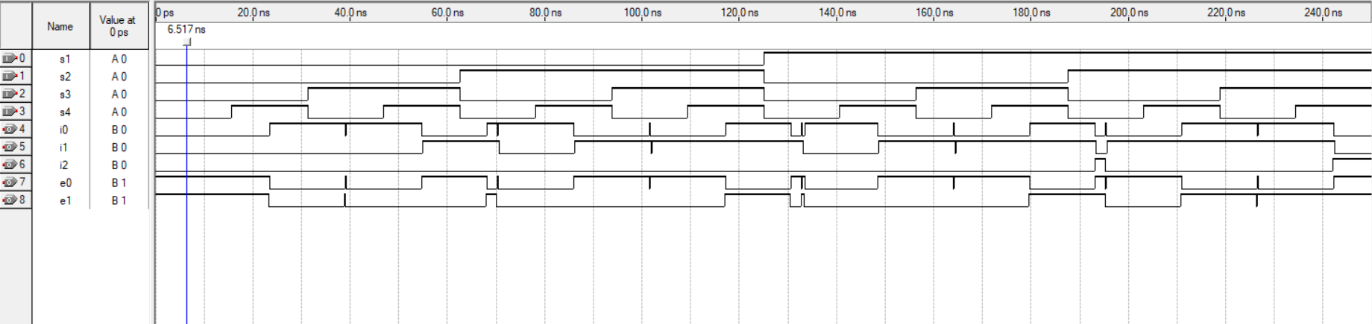 Name Value at 0 ps
0 ps 20.0 ns 40.0 ns 60.0 ns 80.0 ns 100.0 ns 120.0 ns 140.0 ns 160.0 ns 180.0 ns 200.0 ns 220.0 ns 240.0 ns
6.517 ns
0 s1 A 0
1 s2 A 0
2 s3 A 0
3 s4 A 0
4 i0 B 0
5 i1 B 0
6 i2 B 0
7 e0 B 1
8 e1 B 1